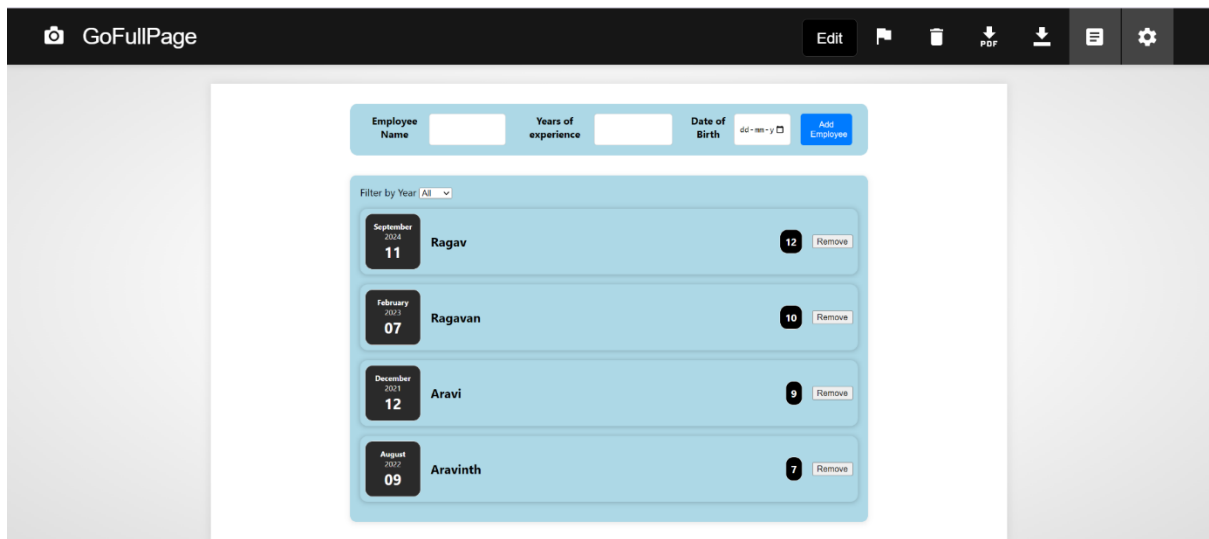 GoFullPage
Edit
PDF
Employee Name
Years of experience
Date of Birth
dd-mm-y
Add Employee
Filter by Year All
September
2024
11
Ragav
12
Remove
February
2023
07
Ragavan
10
Remove
December
2021
12
Aravi
9
Remove
August
2022
09
Aravinth
7
Remove